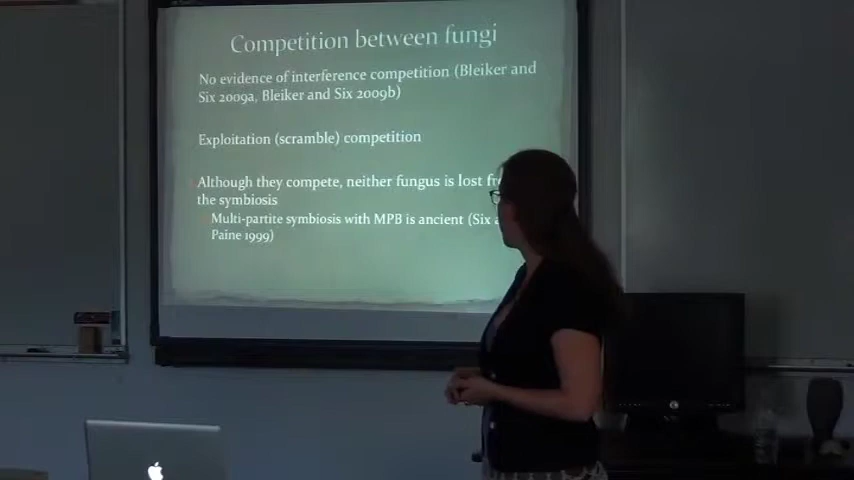 Competition between fungi
No evidence of interference competition (Bleiker and
Six 2009a, Bleiker and Six 2009b)
Exploitation (scramble) competition
Although they compete, neither fungus is lost
the symbiosis
Multi-partite symbiosis with MPB is ancient (Six
Paine 1999)